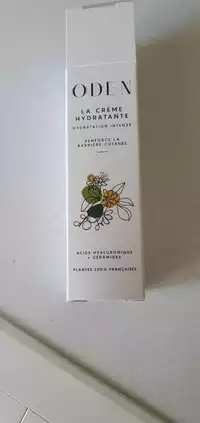 ODEN
LA CRÈME
HYDRATANTE
HYDRATATION INTENSE
RENFORCE LA
BARRIÈRE CUTANÉE
ACIDE HYALURONIQUE
+ CÉRAMIDES
PLANTES 100% FRANÇAISES